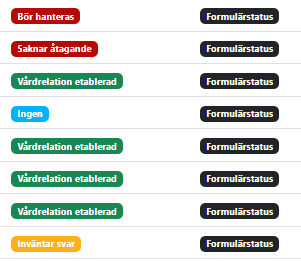 Bör hanteras Formulärstatus
Saknar åtagande Formulärstatus
Vårdrelation etablerad Formulärstatus
Ingen Formulärstatus
Vårdrelation etablerad Formulärstatus
Vårdrelation etablerad Formulärstatus
Vårdrelation etablerad Formulärstatus
Inväntar svar Formulärstatus